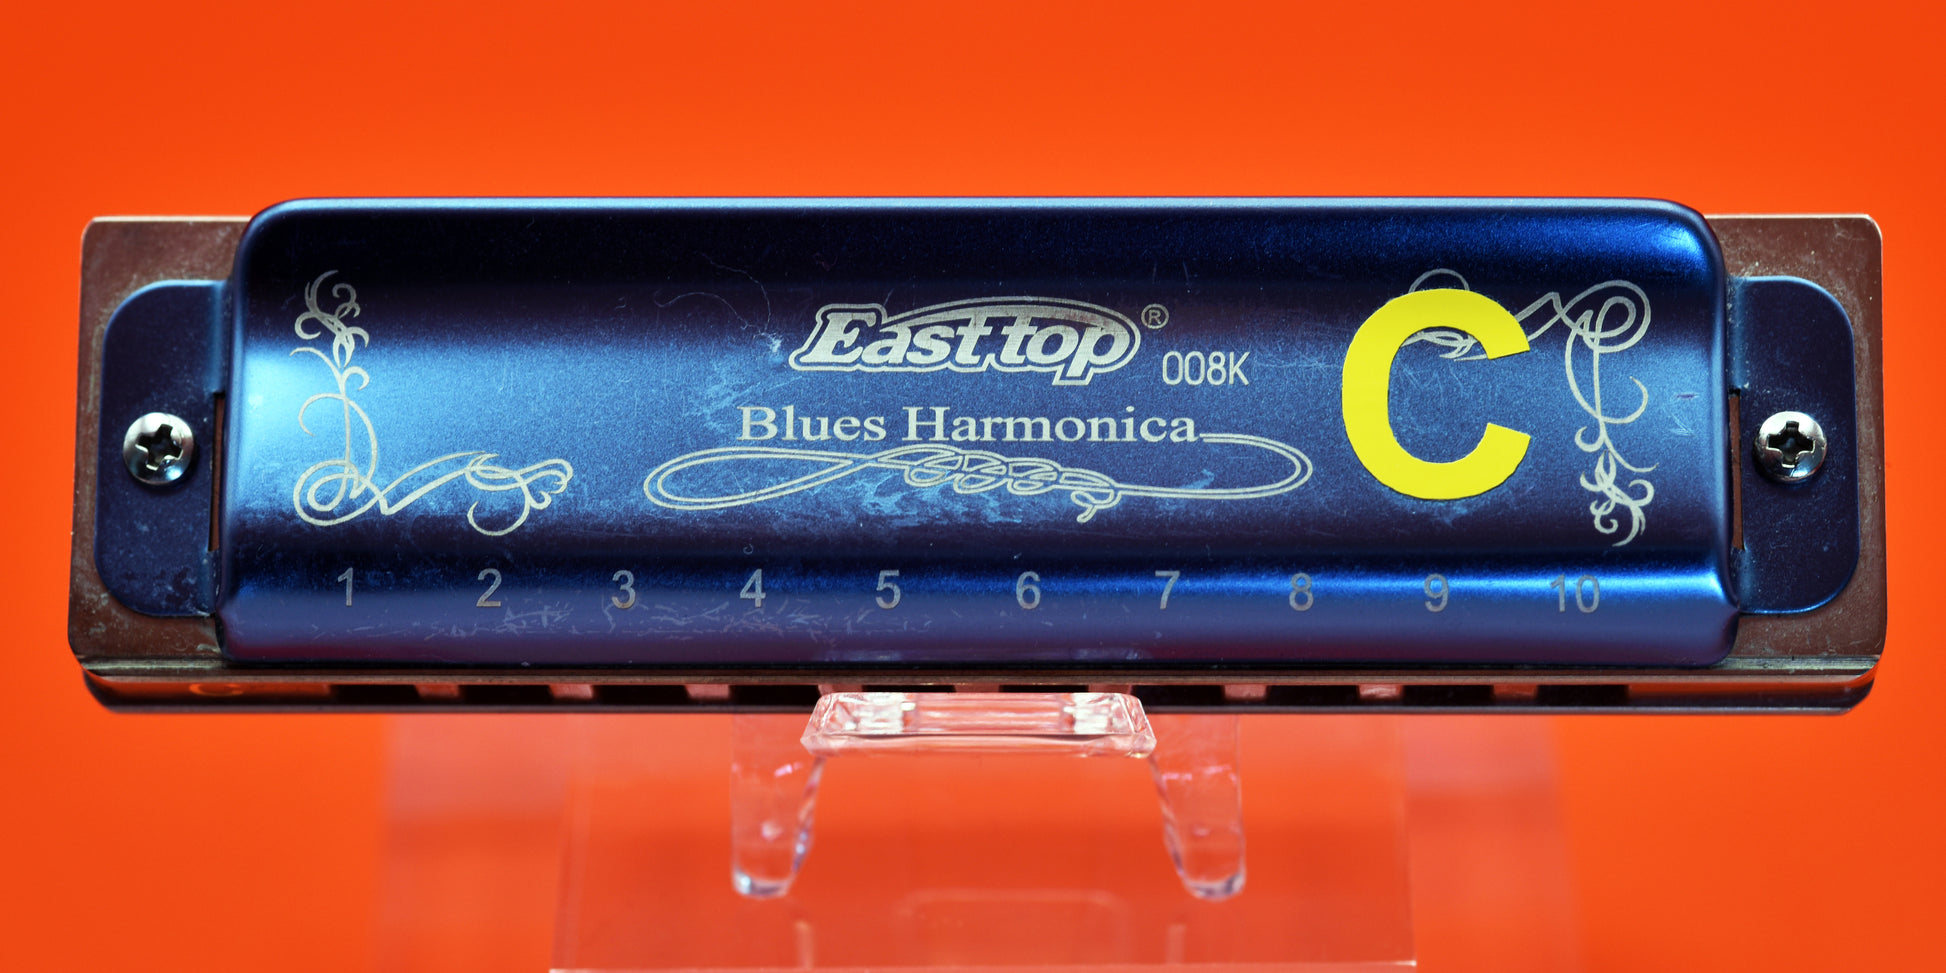 Easttop® 008K
C
Blues Harmonica
1 2 3 4 5 6 7 8 9 10